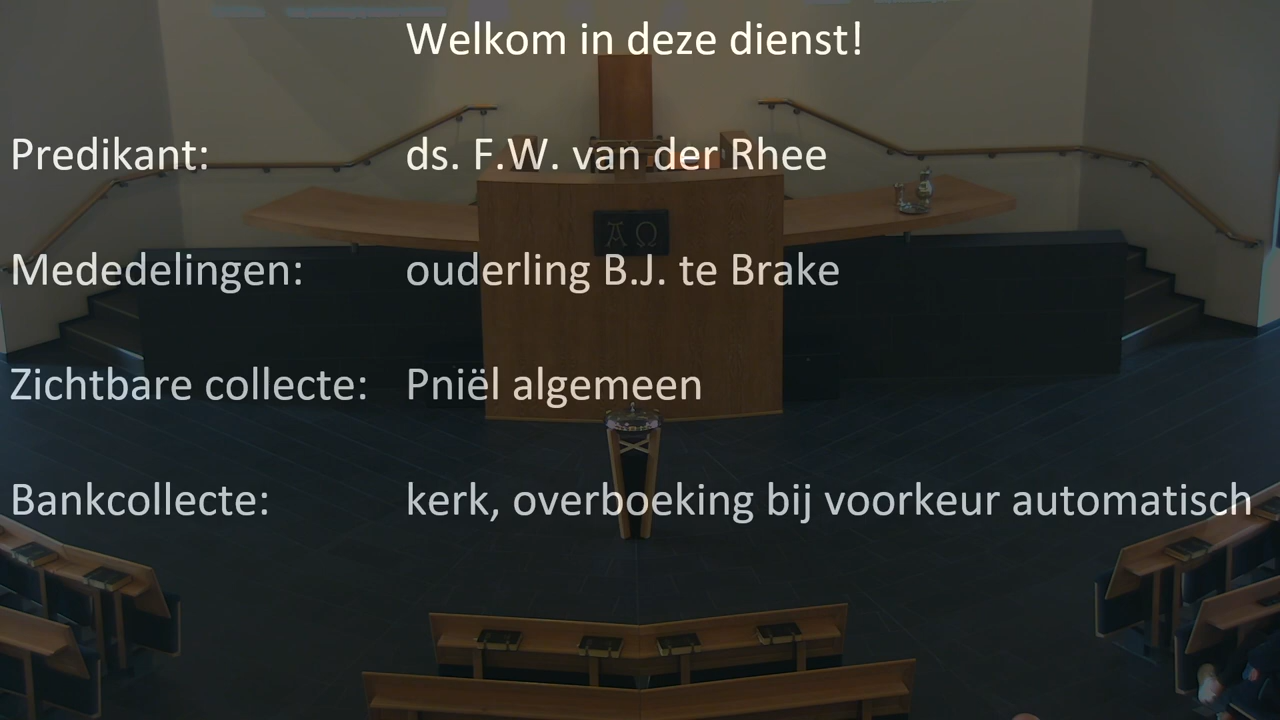 Welkom in deze dienst!
Predikant: ds. F.W. van der Rhee
Α Ω
Mededelingen: ouderling B.J. te Brake
Zichtbare collecte: Pniël algemeen
Bankcollecte: kerk, overboeking bij voorkeur automatisch